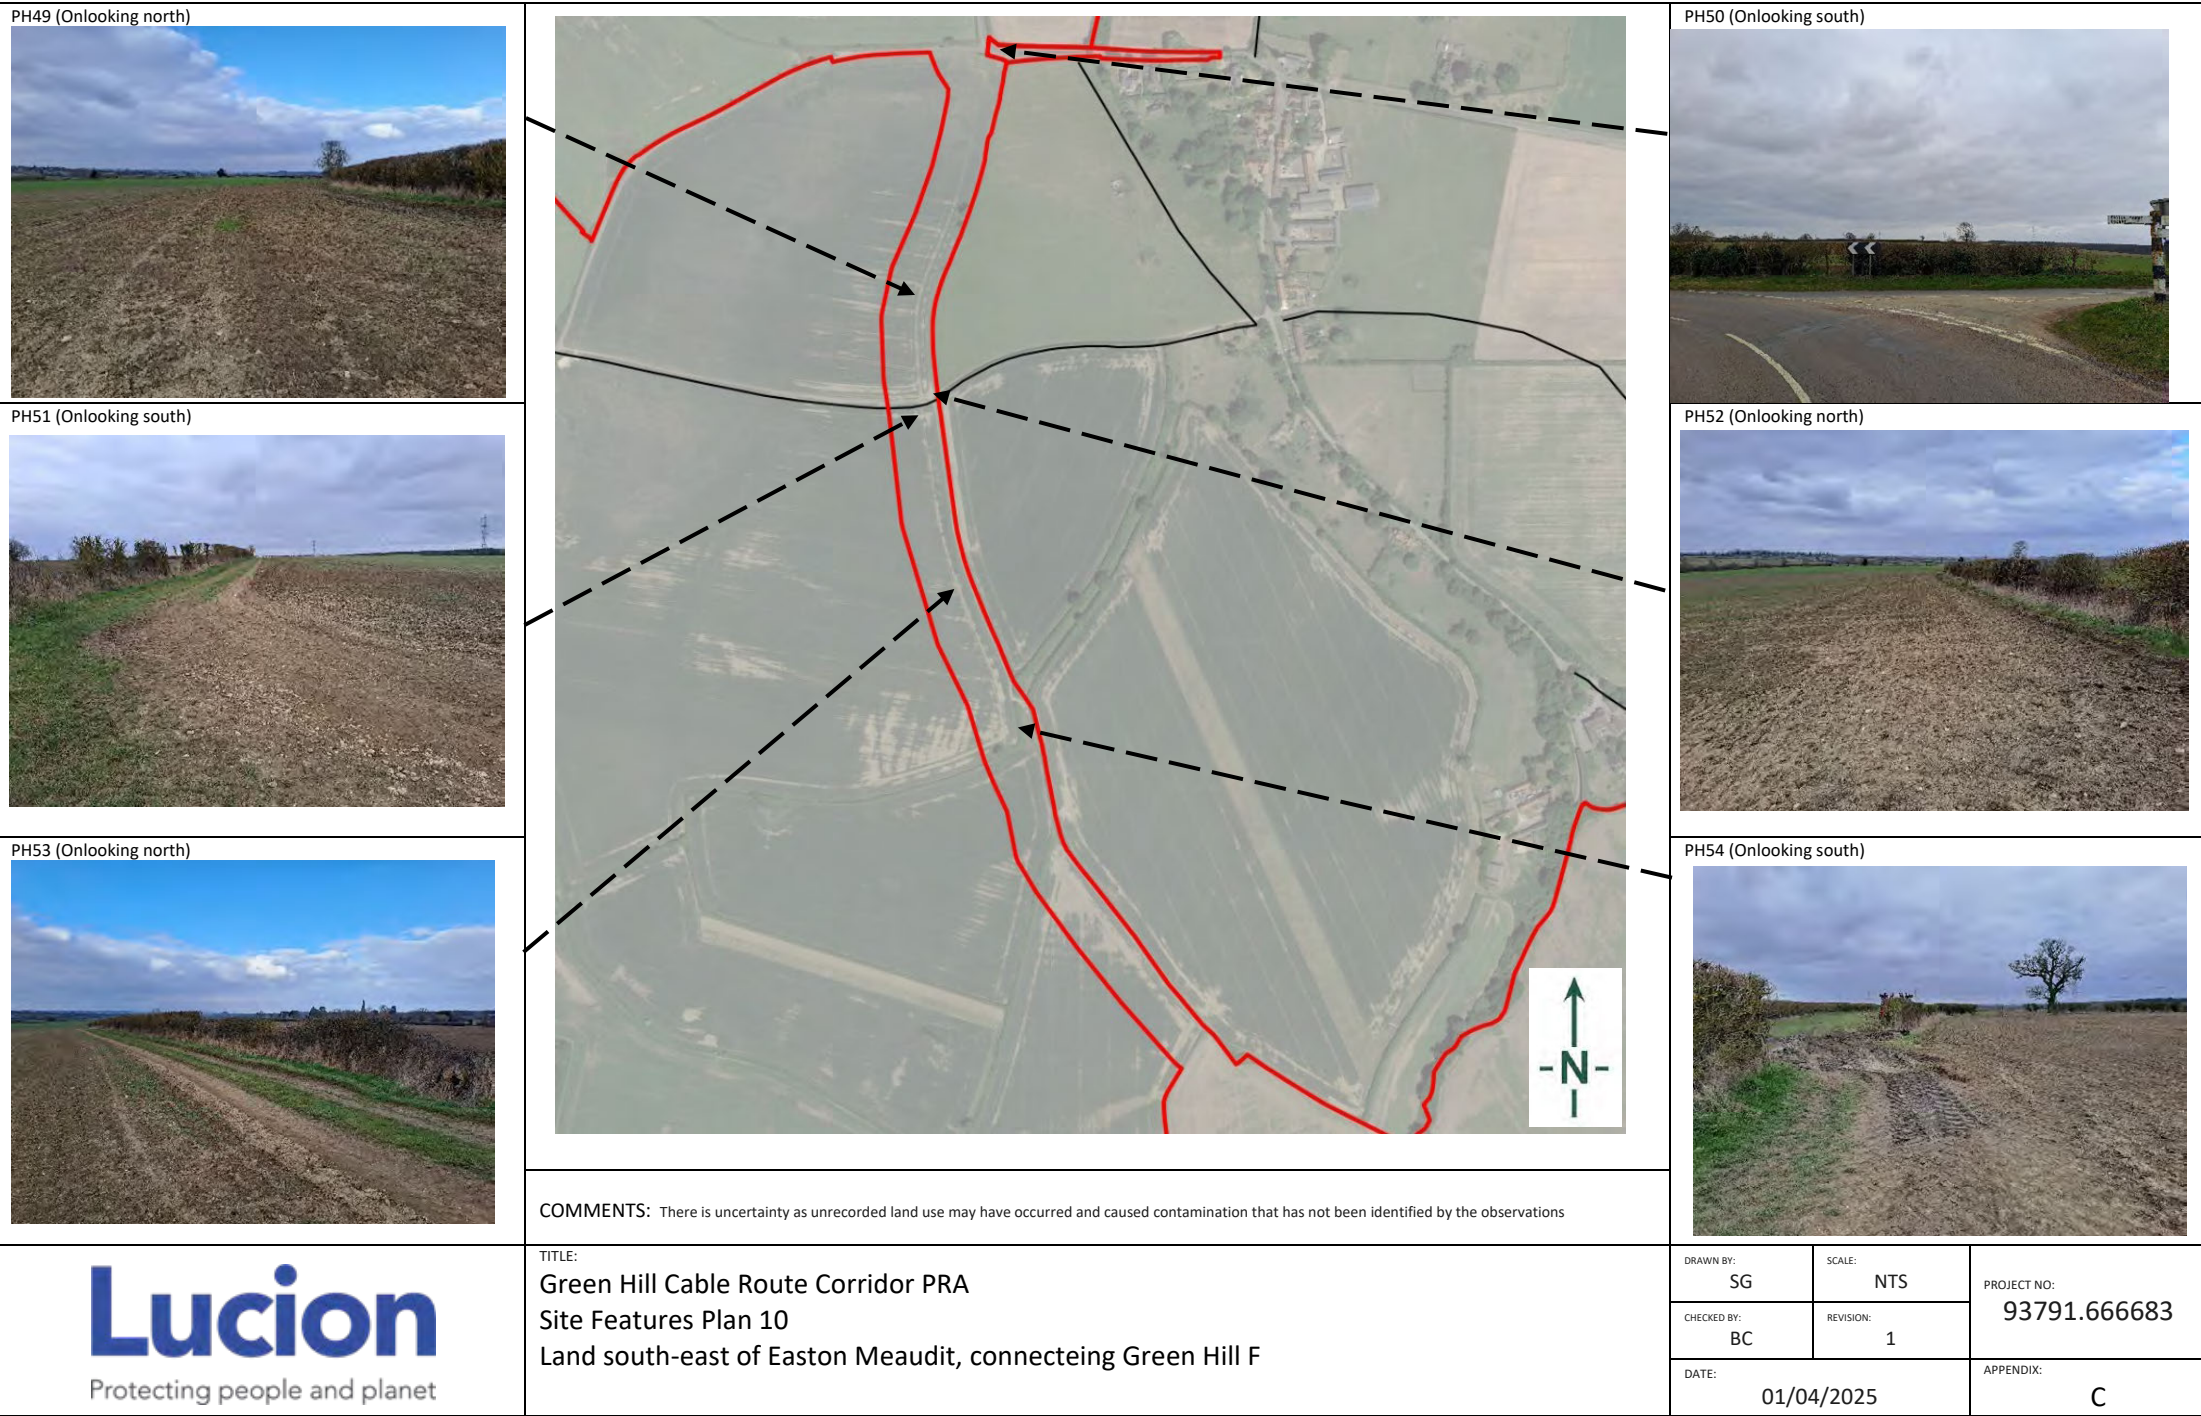 PH49 (Onlooking north)
PH50 (Onlooking south)
PH51 (Onlooking south)
PH52 (Onlooking north)
PH53 (Onlooking north)
PH54 (Onlooking south)
-N-
COMMENTS: There is uncertainty as unrecorded land use may have occurred and caused contamination that has not been identified by the observations
Lucion
Protecting people and planet
TITLE:
Green Hill Cable Route Corridor PRA
Site Features Plan 10
Land south-east of Easton Meaudit, connecteing Green Hill F
DRAWN BY:
SG
SCALE:
NTS
PROJECT NO:
93791.666683
CHECKED BY:
BC
REVISION:
1
DATE:
01/04/2025
APPENDIX:
C